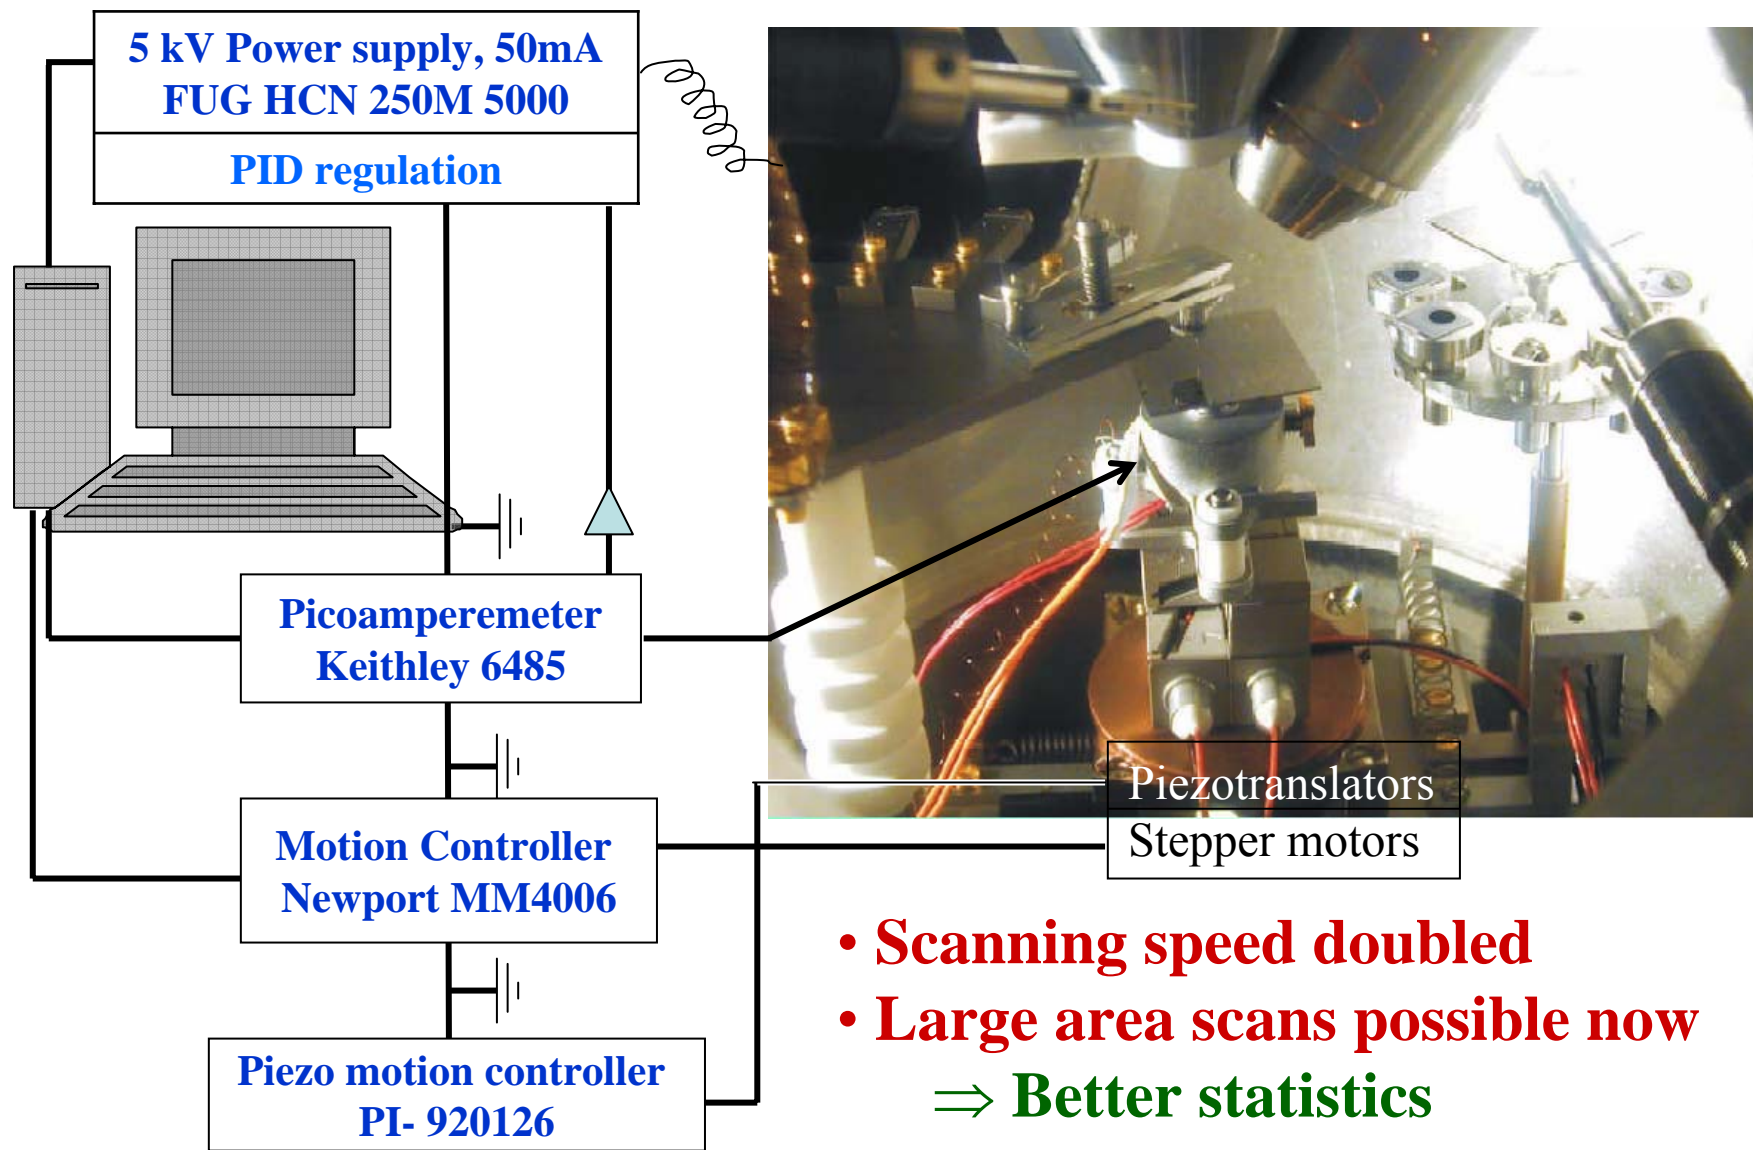 5 kV Power supply, 50mA
FUG HCN 250M 5000
PID regulation
Picoamperemeter
Keithley 6485
Motion Controller
Newport MM4006
Piezo motion controller
PI- 920126
Piezotranslators
Stepper motors
• Scanning speed doubled
• Large area scans possible now
⇒ Better statistics